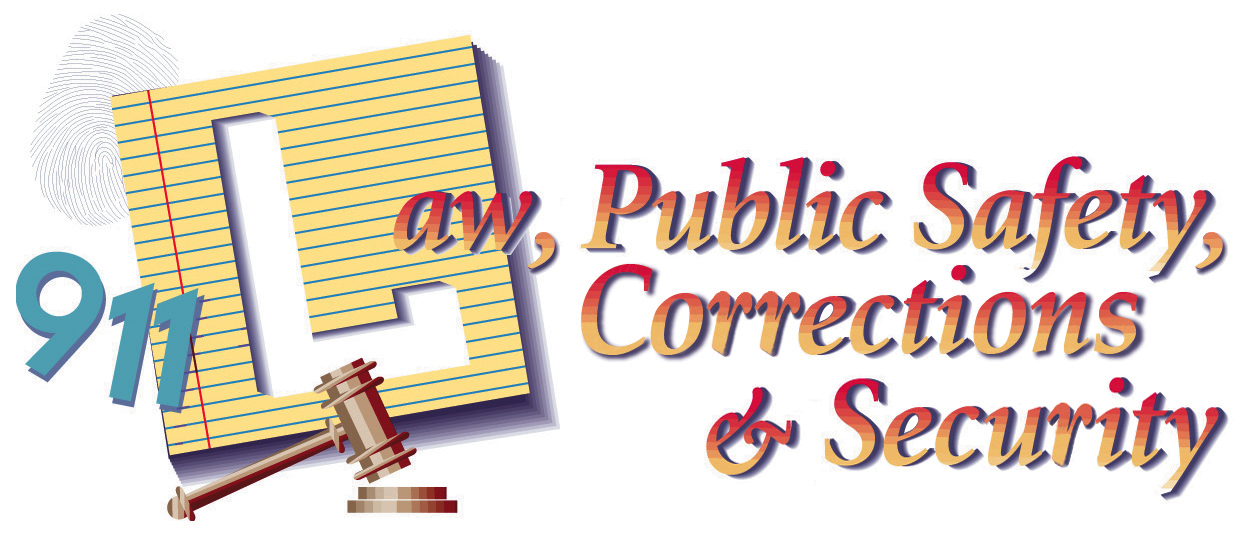 911
Law, Public Safety,
Corrections
& Security